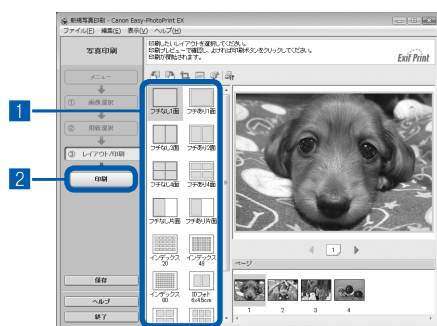 新規写真印刷 - Canon Easy-PhotoPrint EX
ファイル(F) 編集(E) 表示(V) ヘルプ(H)
写真印刷
印刷したいレイアウトを選択してください。
印刷プレビューで確認し、よければ印刷ボタンをクリックしてください。
印刷が開始されます。
Exif Print
メニュー
① 画像選択
② 用紙選択
③ レイアウト/印刷
印刷
保存
ヘルプ
終了
1
2
フチなし1面 フチあり1面
フチなし2面 フチあり2面
フチなし4面 フチあり4面
フチなし片面 フチあり片面
インデックス 20 インデックス 48
インデックス 80 IDフォト 6x45cm
1
ページ
1 2 3 4